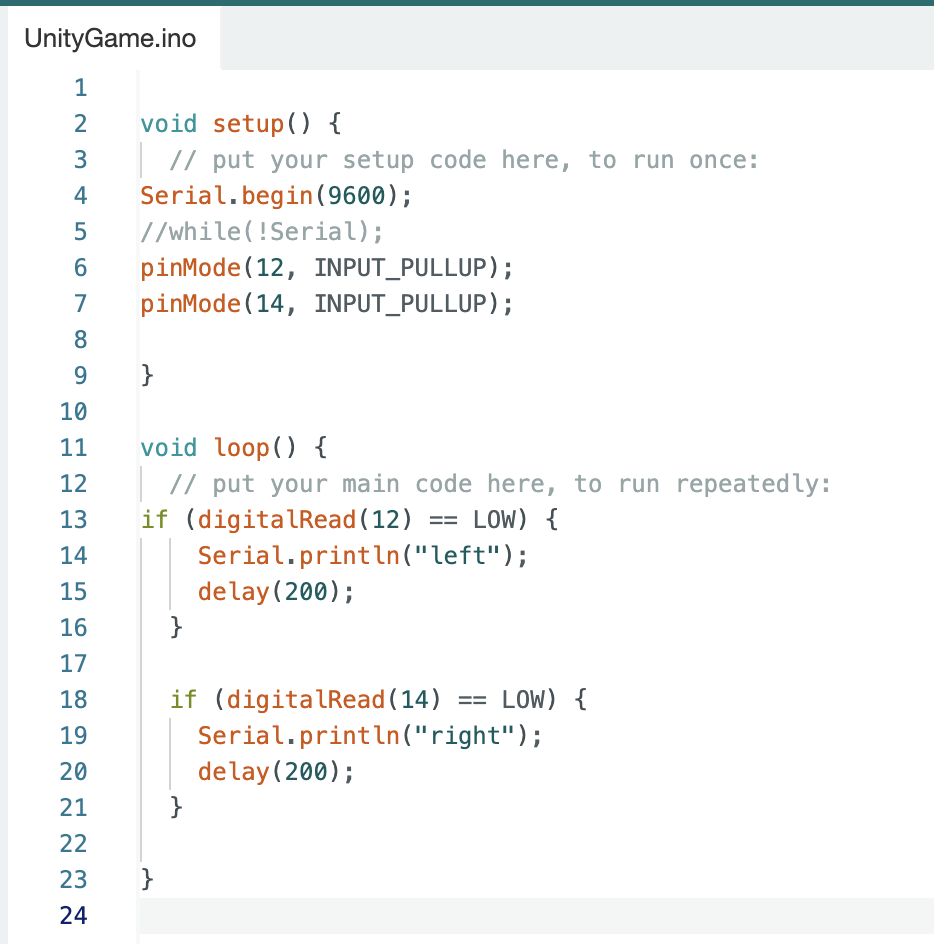 UnityGame.ino
1
2 void setup() {
3 // put your setup code here, to run once:
4 Serial.begin(9600);
5 //while(!Serial);
6 pinMode(12, INPUT_PULLUP);
7 pinMode(14, INPUT_PULLUP);
8
9 }
10
11 void loop() {
12 // put your main code here, to run repeatedly:
13 if (digitalRead(12) == LOW) {
14 Serial.println("left");
15 delay(200);
16 }
17
18 if (digitalRead(14) == LOW) {
19 Serial.println("right");
20 delay(200);
21 }
22
23 }
24